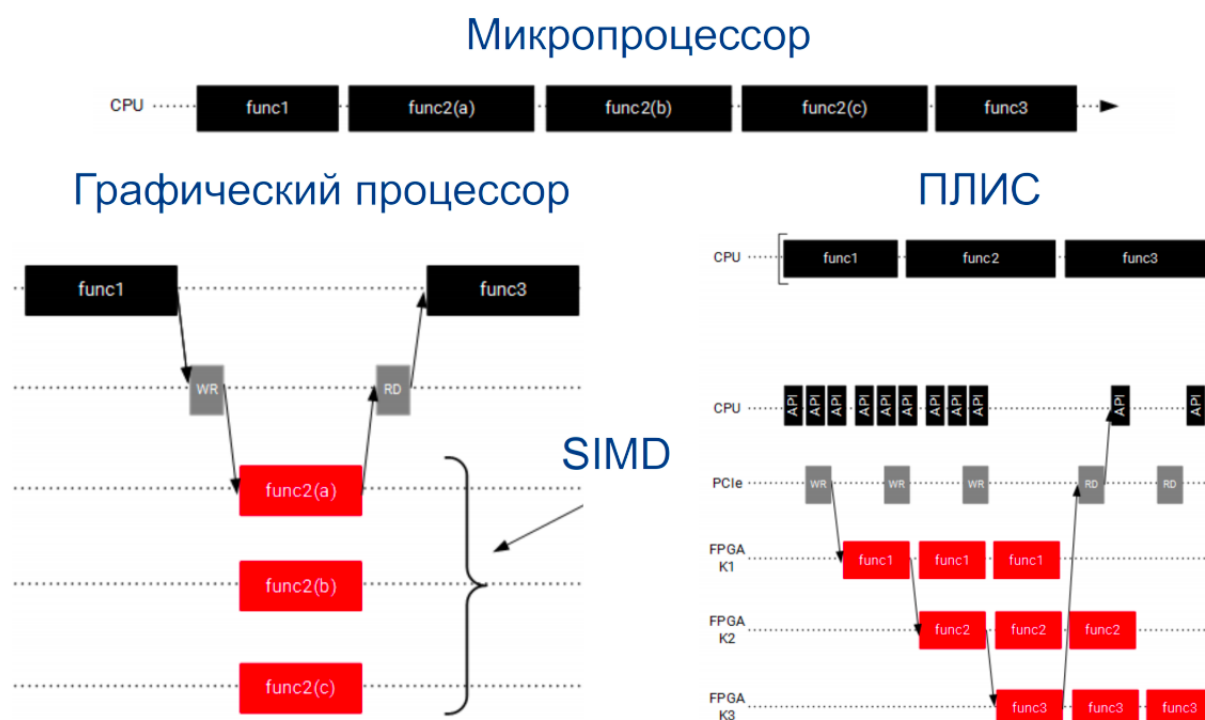 Микропроцессор
CPU func1 func2(a) func2(b) func2(c) func3
Графический процессор
func1 func3
WR RD
func2(a)
func2(b)
func2(c)
SIMD
ПЛИС
CPU func1 func2 func3
CPU API API API API API API API API API API API
PCIe WR WR WR RD RD
FPGA K1 func1 func1 func1
FPGA K2 func2 func2 func2
FPGA K3 func3 func3 func3